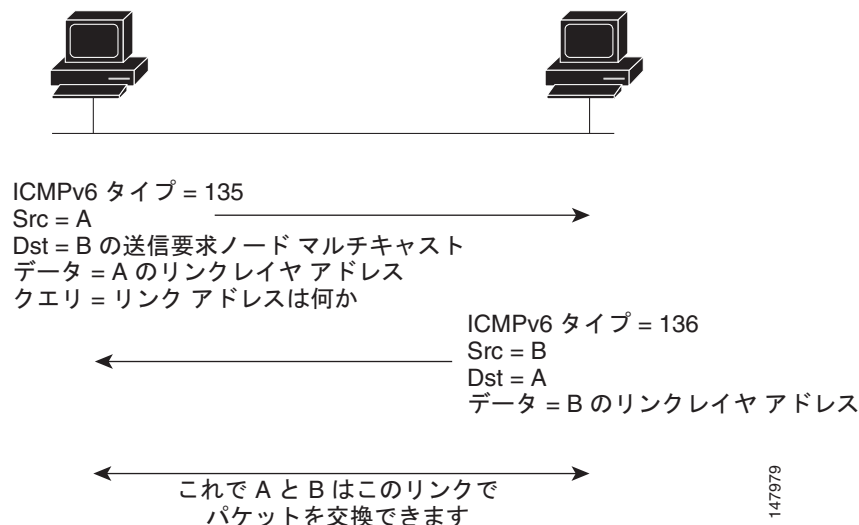 ICMPv6 タイプ = 135
Src = A
Dst = B の送信要求ノード マルチキャスト
データ = A のリンクレイヤ アドレス
クエリ = リンク アドレスは何か
ICMPv6 タイプ = 136
Src = B
Dst = A
データ = B のリンクレイヤ アドレス
これで A と B はこのリンクで
パケットを交換できます
147979